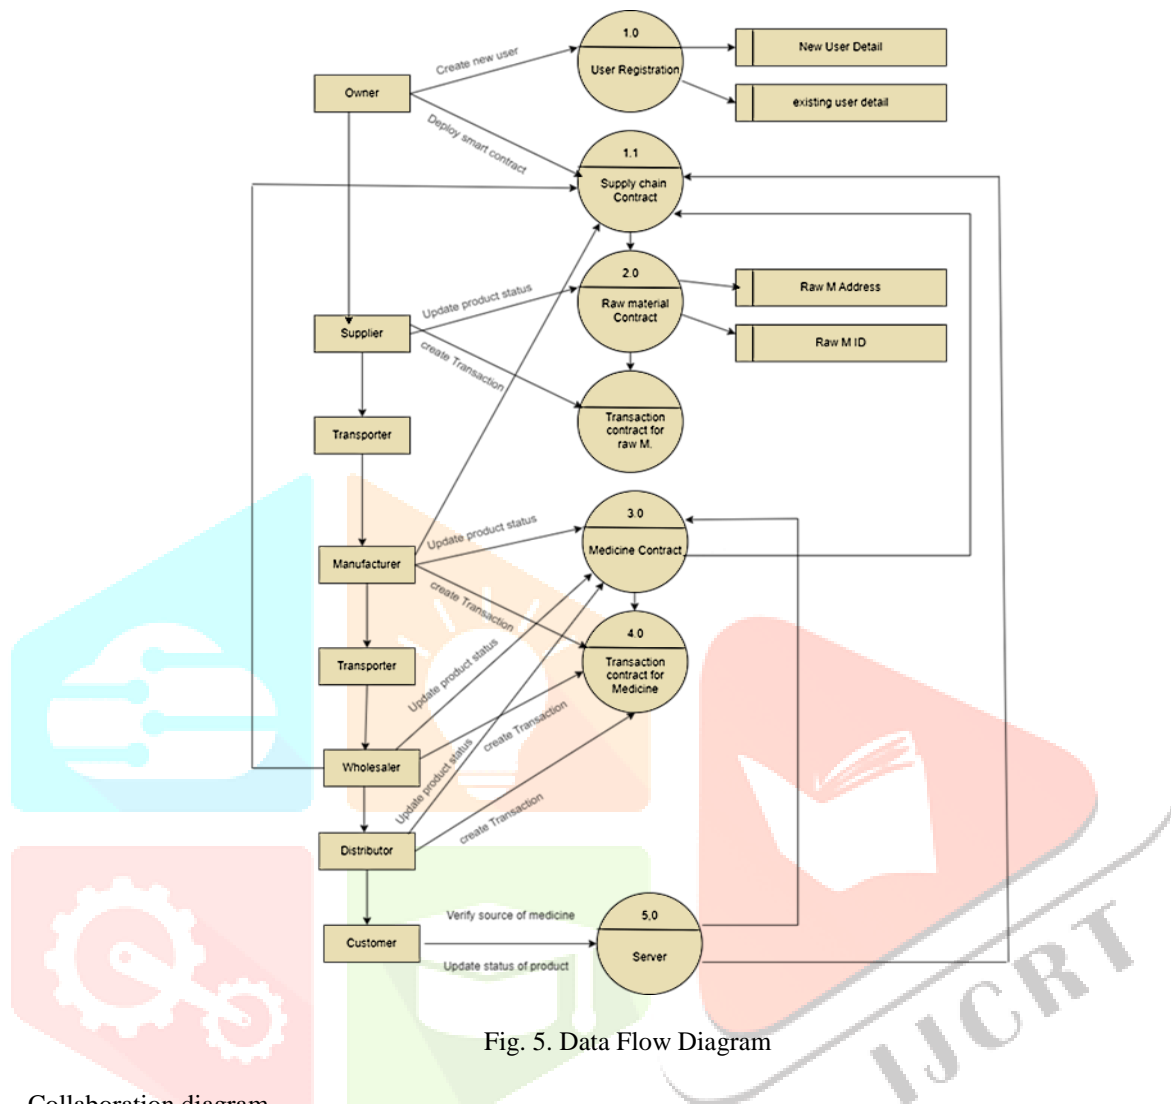 1.0
User Registration
New User Detail
existing user detail
Create new user
Owner
Deploy smart contract
1.1
Supply chain
Contract
2.0
Raw material
Contract
Raw M Address
Raw M ID
Update product status
Supplier
create Transaction
Transaction
contract for
raw M.
Transporter
3.0
Medicine Contract
Update product status
Manufacturer
create Transaction
4.0
Transaction
contract for
Medicine
Transporter
Update product status
create Transaction
Wholesaler
Update product status
create Transaction
Distributor
Verify source of medicine
5,0
Server
Customer
Update status of product
Fig. 5. Data Flow Diagram
IJCRT
Collaboration diagram